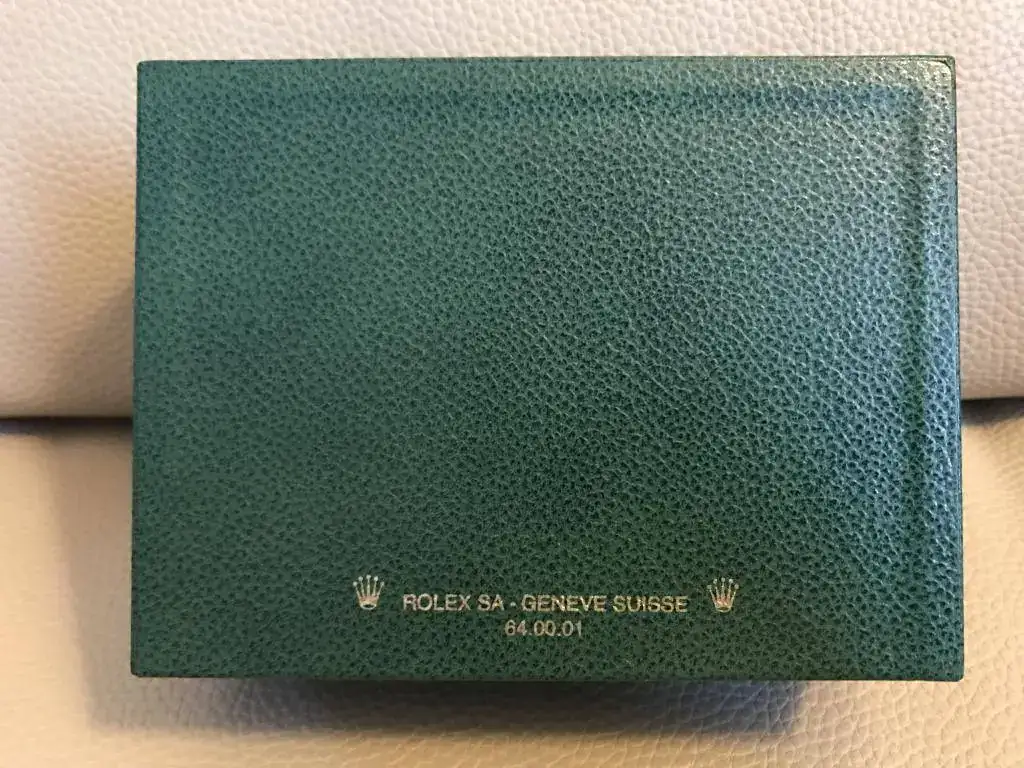 ROLEX SA - GENEVE SUISSE
64.00.01